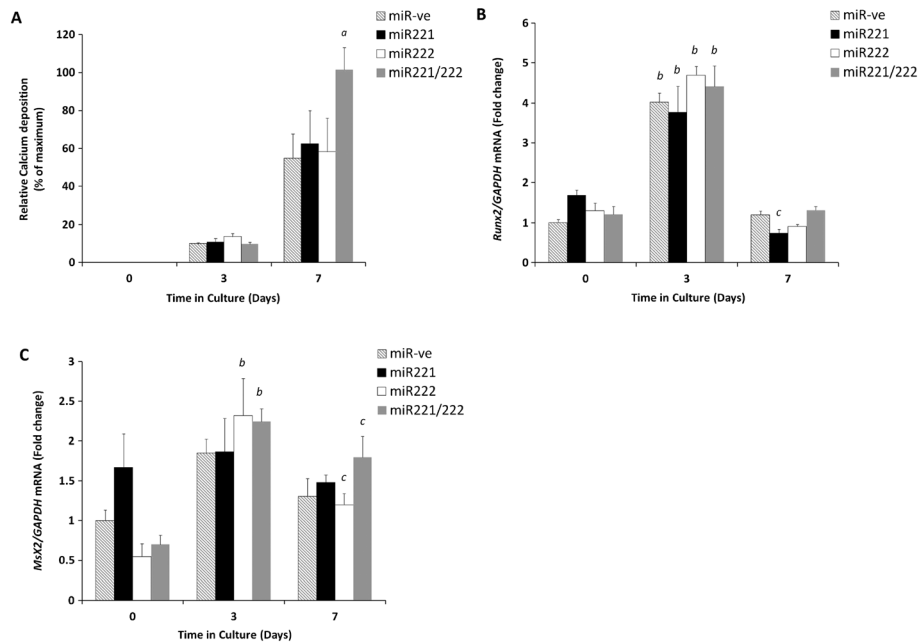 A
Relative Calcium deposition
(% of maximum)
120
100
80
60
40
20
0
a
0 3 7
Time in Culture (Days)
miR-ve
miR221
miR222
miR221/222
B
Runx2/GAPDH mRNA (Fold change)
6
5
4
3
2
1
0
b b b b
c
0 3 7
Time in Culture (Days)
miR-ve
miR221
miR222
miR221/222
C
MsX2/GAPDH mRNA (Fold change)
3
2.5
2
1.5
1
0.5
0
b
b
c
c
0 3 7
Time in Culture (Days)
miR-ve
miR221
miR222
miR221/222